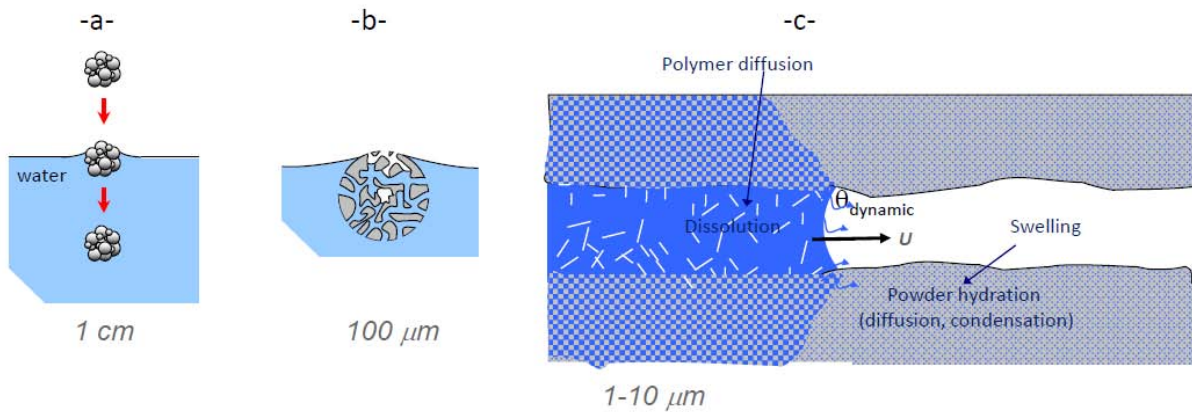 -a-
-b-
-c-
Polymer diffusion
water
θdynamic
Dissolution
U
Swelling
Powder hydration
(diffusion, condensation)
1 cm
100 μm
1-10 μm